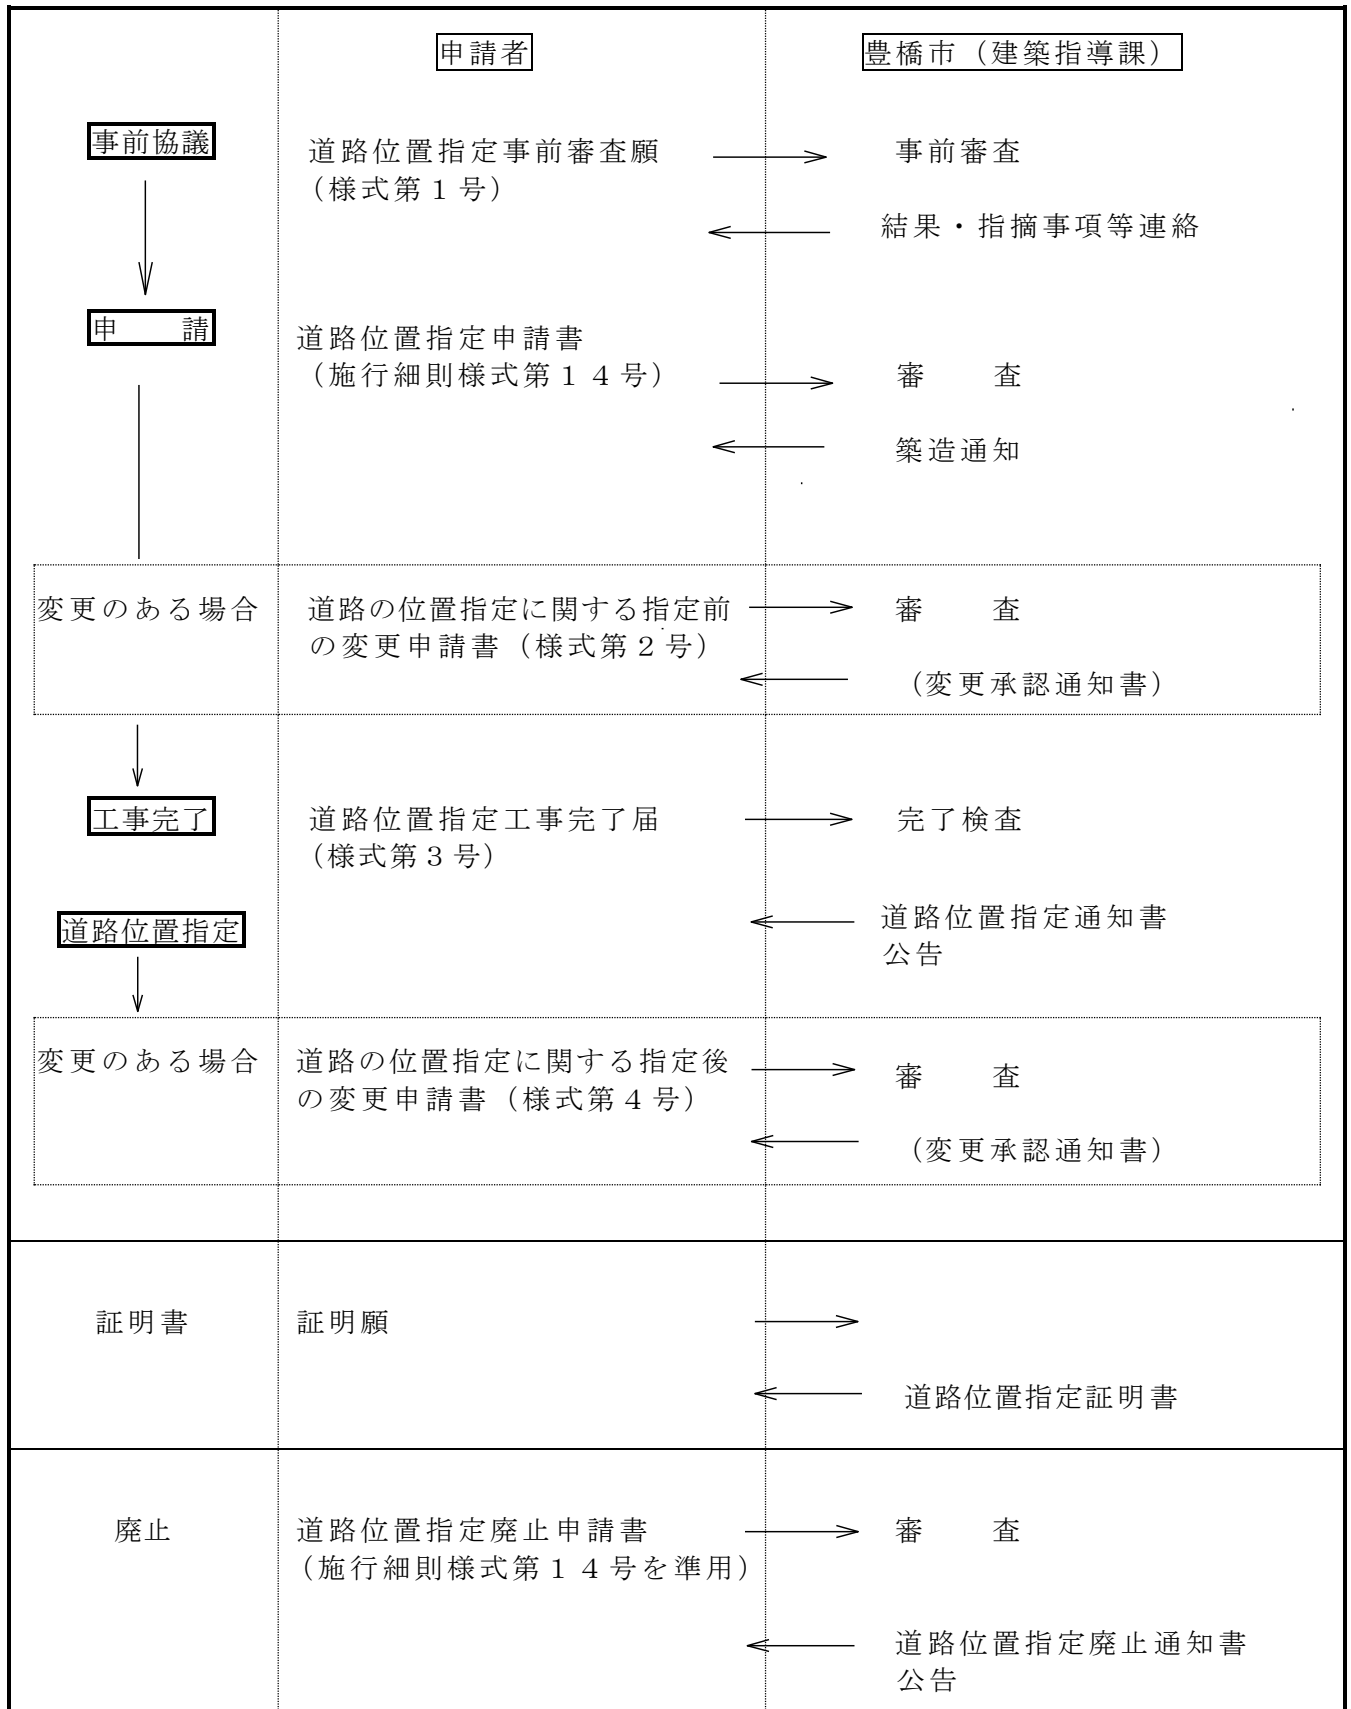 申請者
豊橋市（建築指導課）
事前協議
道路位置指定事前審査願
（様式第１号）
事前審査
結果・指摘事項等連絡
申　　請
道路位置指定申請書
（施行細則様式第１４号）
審　　査
築造通知
変更のある場合
道路の位置指定に関する指定前
の変更申請書（様式第２号）
審　　査
（変更承認通知書）
工事完了
道路位置指定工事完了届
（様式第３号）
完了検査
道路位置指定
道路位置指定通知書
公告
変更のある場合
道路の位置指定に関する指定後
の変更申請書（様式第４号）
審　　査
（変更承認通知書）
証明書
証明願
道路位置指定証明書
廃止
道路位置指定廃止申請書
（施行細則様式第１４号を準用）
審　　査
道路位置指定廃止通知書
公告